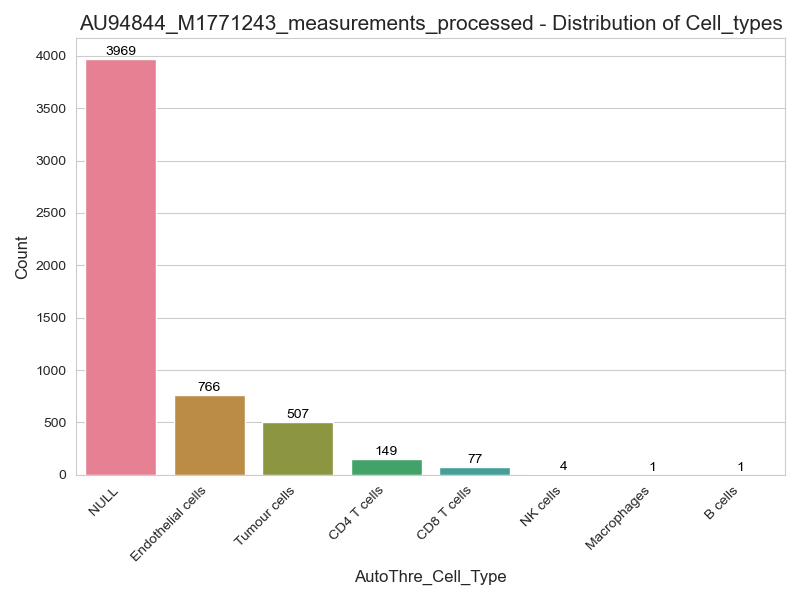 AU94844_M1771243_measurements_processed - Distribution of Cell_types
Count
4000
3500
3000
2500
2000
1500
1000
500
0
3969
766
507
149
77
4
1
1
NULL
Endothelial cells
Tumour cells
CD4 T cells
CD8 T cells
NK cells
Macrophages
B cells
AutoThre_Cell_Type